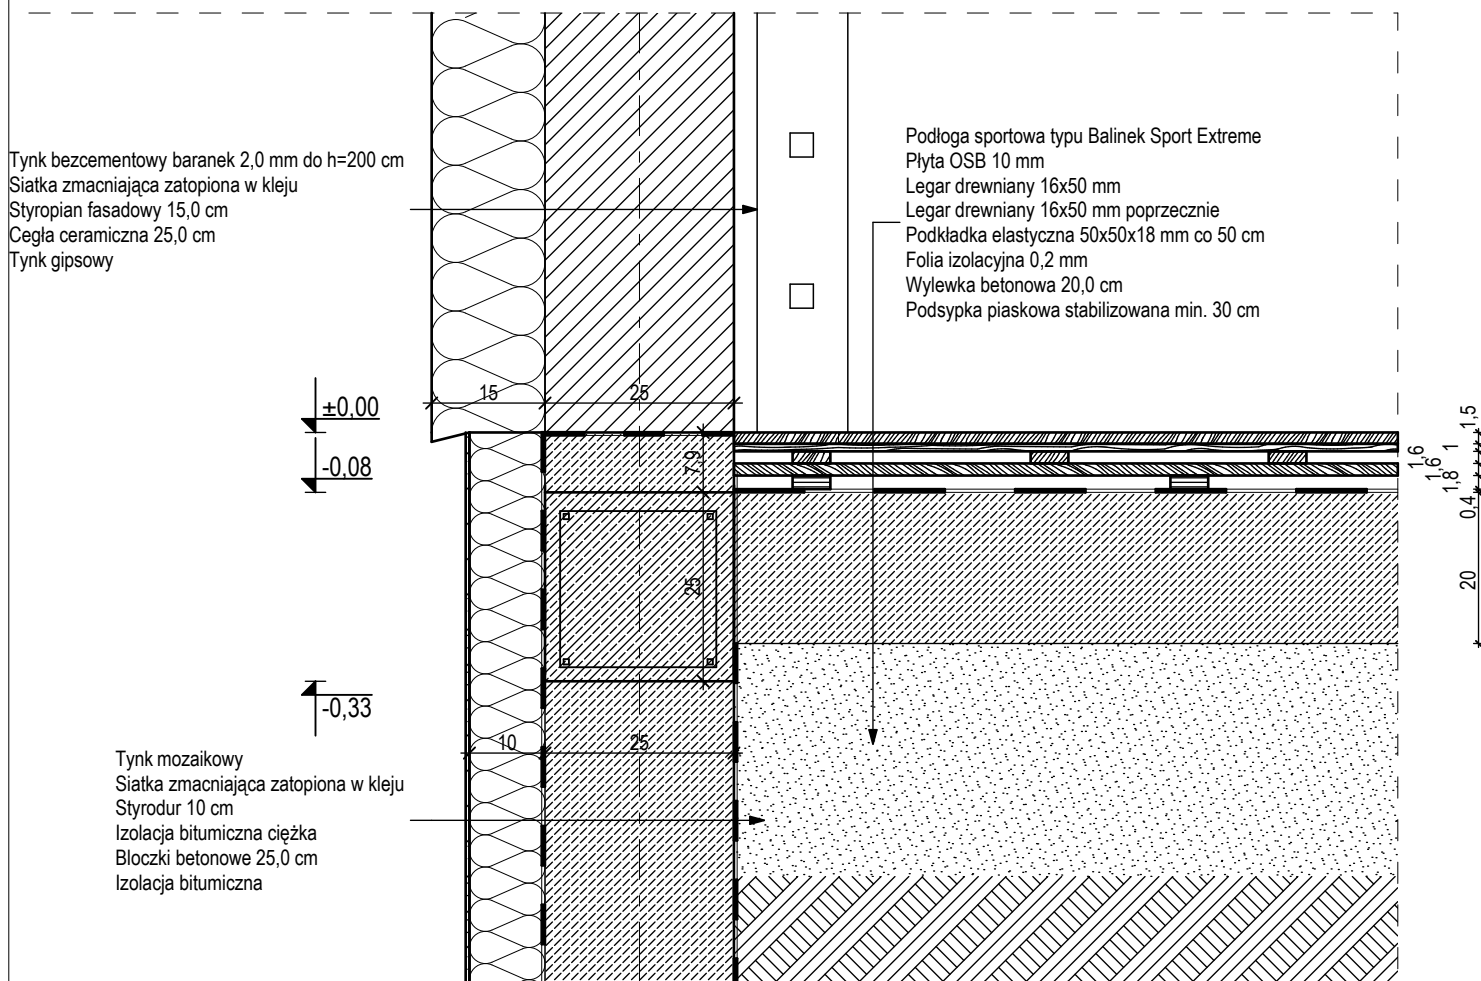 Tynk bezcementowy baranek 2,0 mm do h=200 cm
Siatka zmacniająca zatopiona w kleju
Styropian fasadowy 15,0 cm
Cegła ceramiczna 25,0 cm
Tynk gipsowy
Podłoga sportowa typu Balinek Sport Extreme
Płyta OSB 10 mm
Legar drewniany 16x50 mm
Legar drewniany 16x50 mm poprzecznie
Podkładka elastyczna 50x50x18 mm co 50 cm
Folia izolacyjna 0,2 mm
Wylewka betonowa 20,0 cm
Podsypka piaskowa stabilizowana min. 30 cm
15
25
±0,00
-0,08
7,9
25
-0,33
10
25
1,5
1
1,6
1,6
1,8
0,4
20
Tynk mozaikowy
Siatka zmacniająca zatopiona w kleju
Styrodur 10 cm
Izolacja bitumiczna ciężka
Bloczki betonowe 25,0 cm
Izolacja bitumiczna